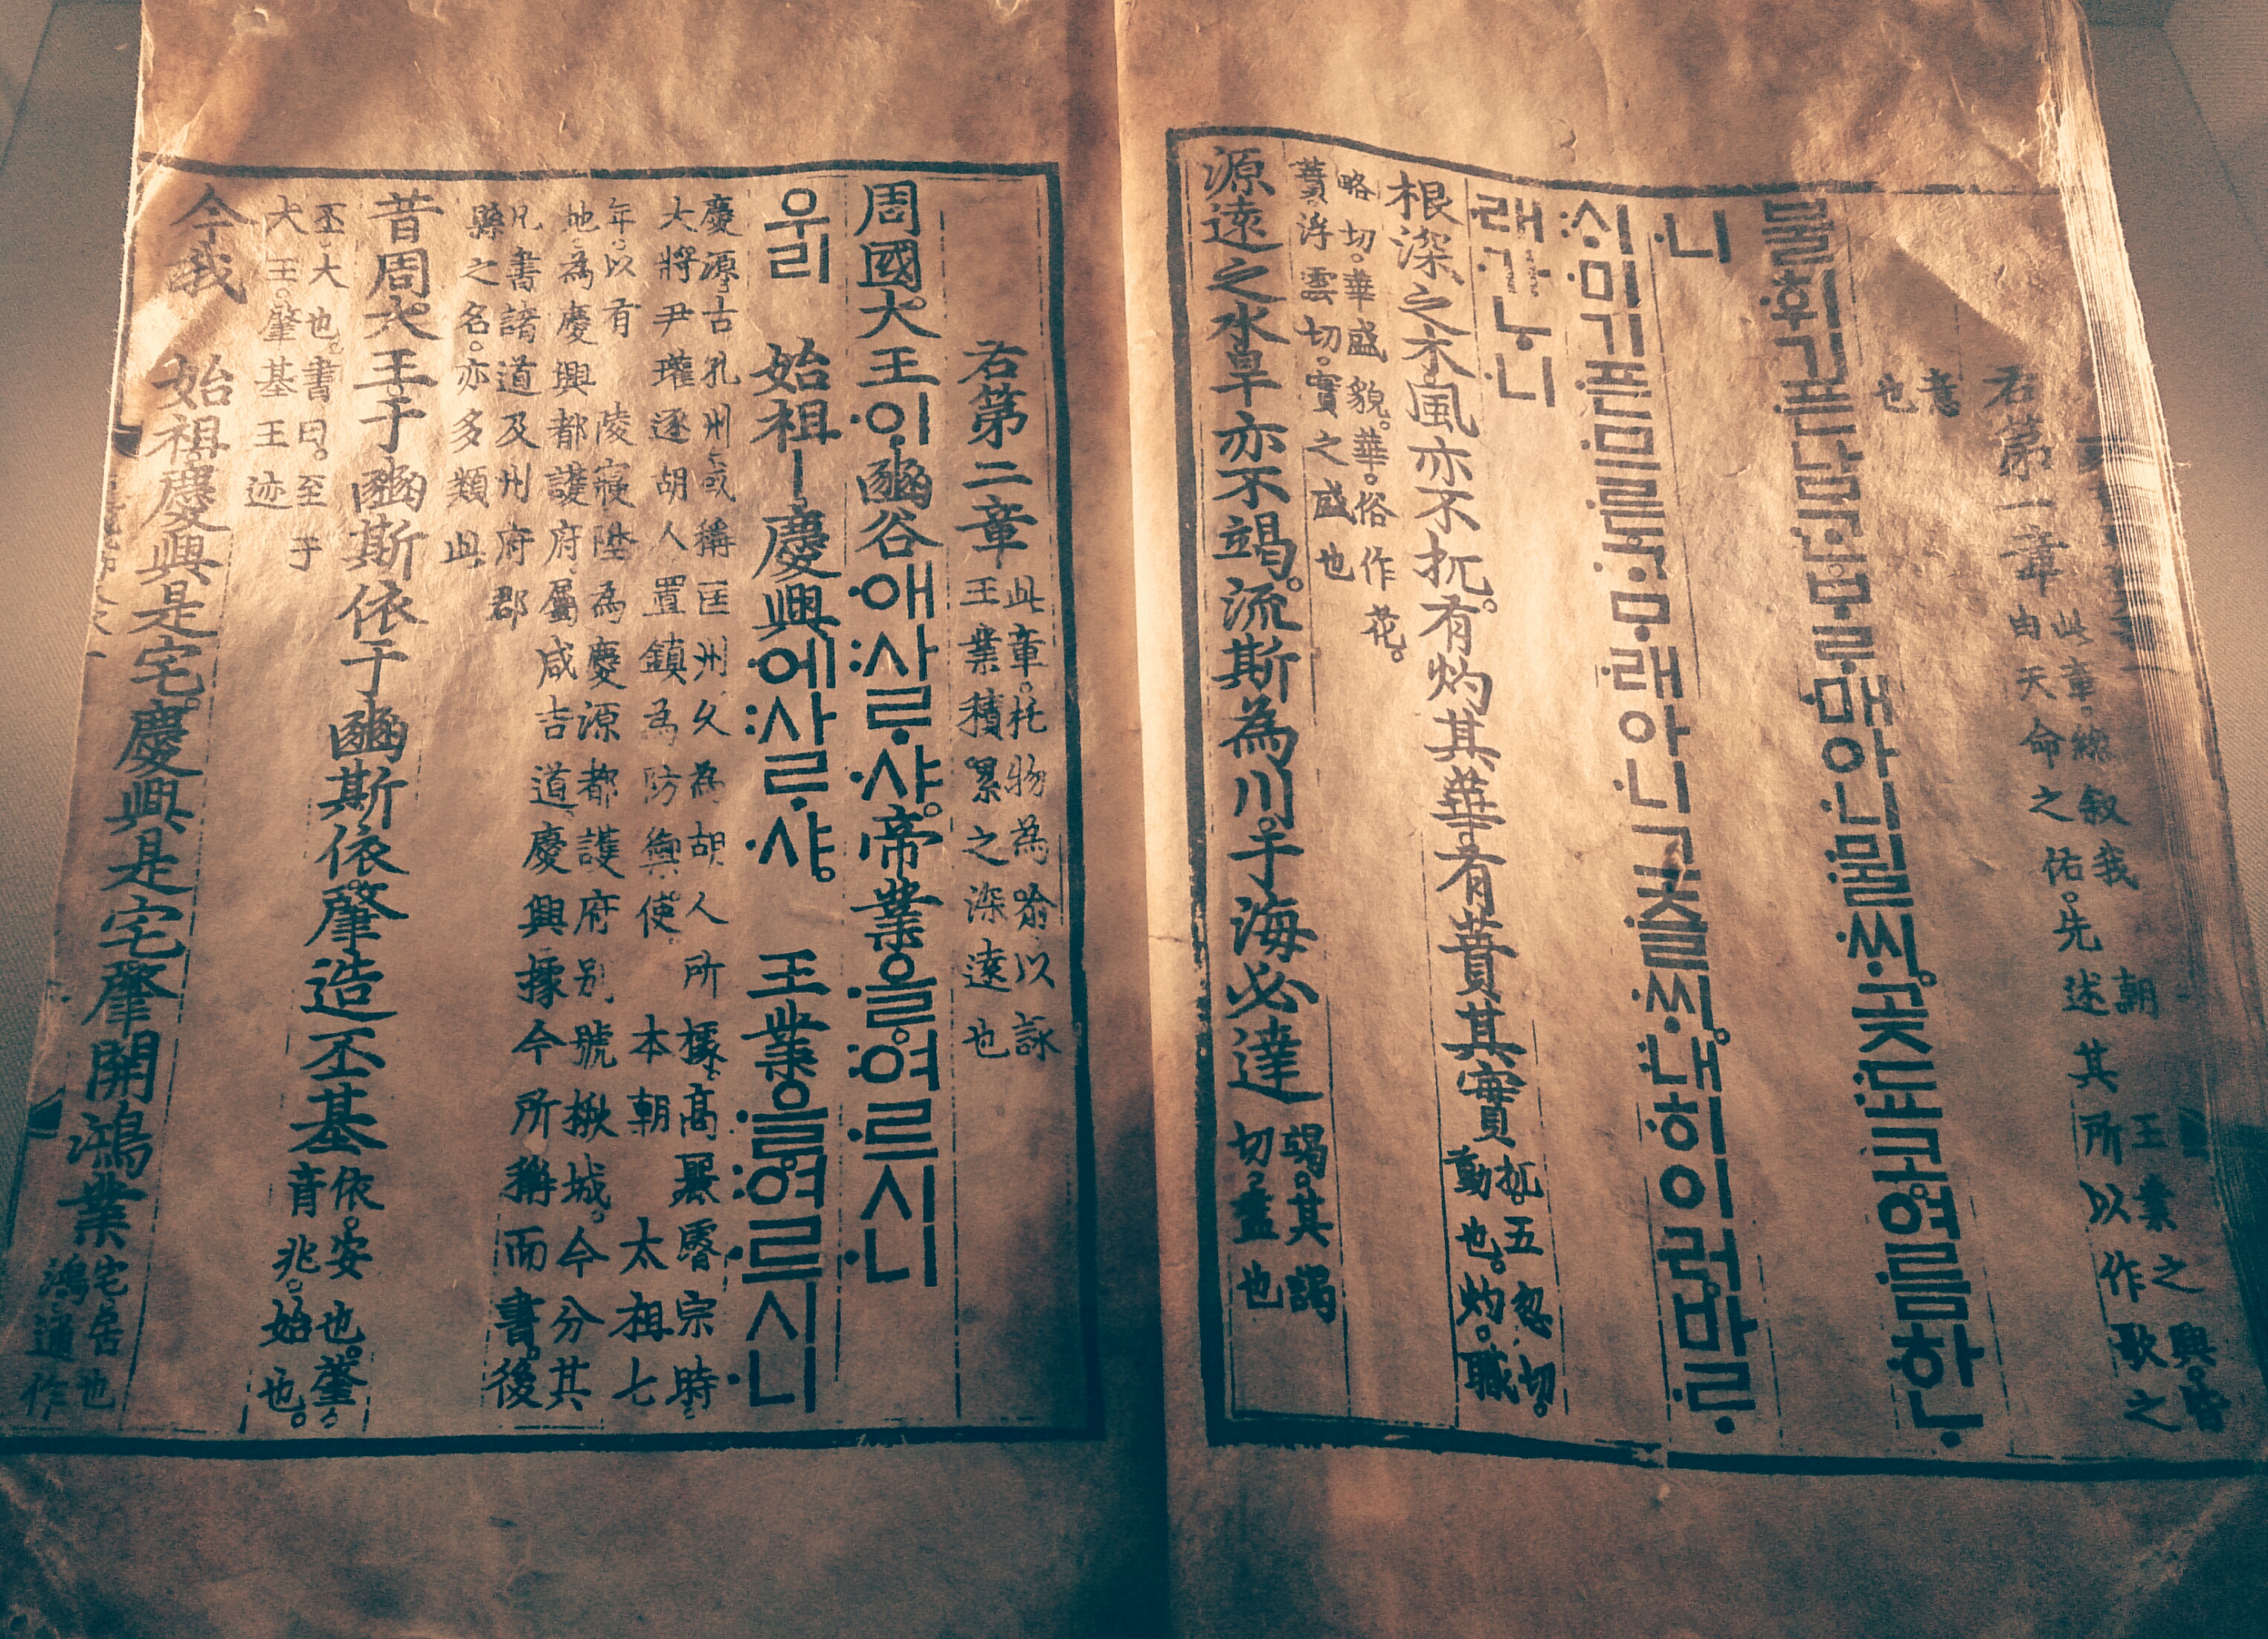 右第一章
此章。總叙我朝王業之興。皆
由天命之佑。先述其所以作歌之
意
也
불휘기픈남ᄀᆞᆫᄇᆞᄅᆞ매아니뮐ᄊᆡ。곶됴코여름하ᄂᆞ
니
ᄉᆡ미기픈므른ᄀᆞᄆᆞ래아니그츨ᄊᆡ。내히이러바ᄅᆞ
래가ᄂᆞ니
根深之木風亦不扤。有灼其華。有蕡其實
扤。五忽切。
動也。灼。職
略切。華盛貌。華。俗作花。
蕡。浮雲切。實之盛也
源遠之水旱亦不竭。流斯為川。于海必達
竭。其謁
切。盡也
右第二章
此章。托物為喻。以詠
王業積累之深遠也
周國大王이豳谷애사ᄅᆞ샤。帝業을여르시니
우리 始祖ㅣ慶興에사ᄅᆞ샤。 王業을여르시니
慶源。古孔州。或稱匡州。久為胡人所據。高麗睿宗時。
大將尹瓘逐胡人置鎮為防禦使。本朝 太祖七
年。以有 陵寢。陞為慶源都護府。別號楸城。今分其
地。為慶興都護府。屬咸吉道。慶興。據今所稱而書。後
凡書諸道及州府郡
縣之名。亦多類此
昔周大王于豳斯依于豳斯依。肇造丕基
依。安也。肇。
音兆。始也。
丕。大也。書曰。至于
大王。肇基王迹
今我 始祖慶興是宅。慶興是宅肇開鴻業
宅。居也
鴻。通作